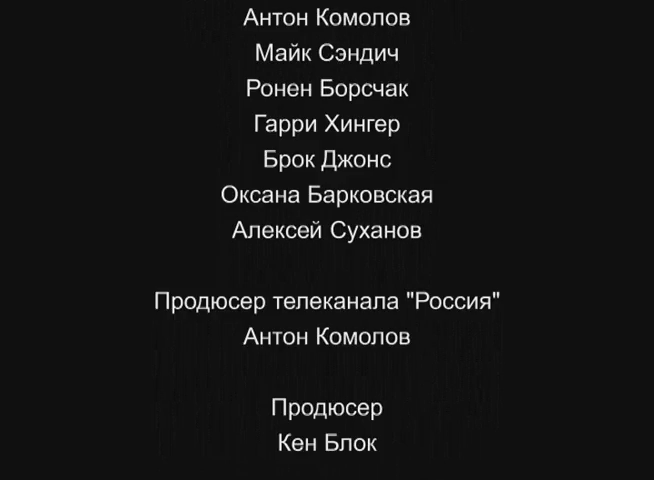 Антон Комолов
Майк Сэндич
Ронен Борсчак
Гарри Хингер
Брок Джонс
Оксана Барковская
Алексей Суханов
Продюсер телеканала "Россия"
Антон Комолов
Продюсер
Кен Блок